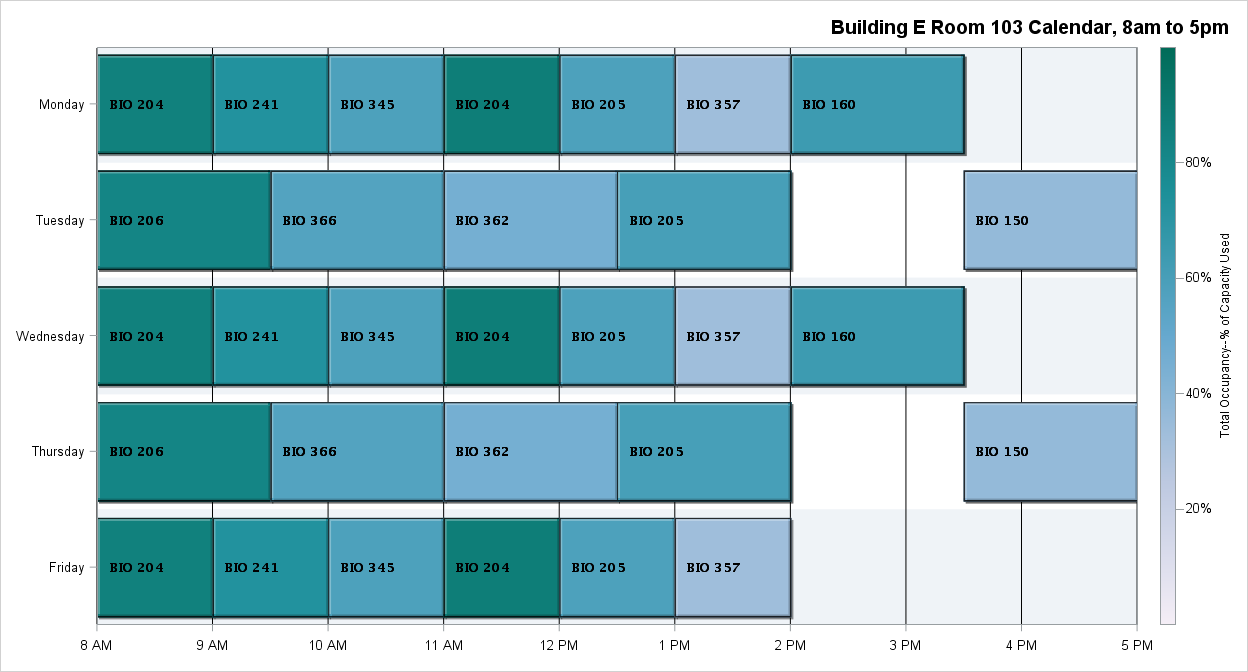 Building E Room 103 Calendar, 8am to 5pm
Monday
BIO 204
BIO 241
BIO 345
BIO 204
BIO 205
BIO 357
BIO 160
Tuesday
BIO 206
BIO 366
BIO 362
BIO 205
BIO 150
Wednesday
BIO 204
BIO 241
BIO 345
BIO 204
BIO 205
BIO 357
BIO 160
Thursday
BIO 206
BIO 366
BIO 362
BIO 205
BIO 150
Friday
BIO 204
BIO 241
BIO 345
BIO 204
BIO 205
BIO 357
8 AM
9 AM
10 AM
11 AM
12 PM
1 PM
2 PM
3 PM
4 PM
5 PM
80%
60%
40%
20%
Total Occupancy--% of Capacity Used